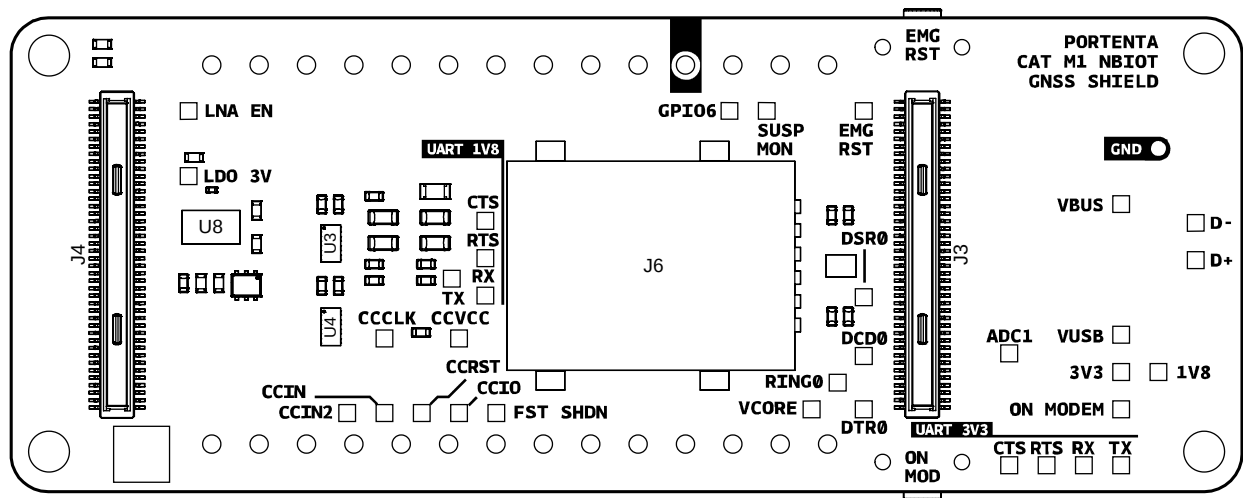 EMG
RST
PORTENTA
CAT M1 NBIOT
GNSS SHIELD
LNA EN
GPIO6
SUSP
MON
EMG
RST
UART 1V8
GND
LDO 3V
CTS
VBUS
U8
D-
RTS
U3
DSR0
J4
J6
J3
D+
RX
TX
CCCLK
CCVCC
U4
DCD0
ADC1
VUSB
CCRST
3V3
1V8
CCIN
CCIO
RING0
CCIN2
FST SHDN
VCORE
ON MODEM
DTR0
UART 3V3
CTS RTS RX TX
ON
MOD